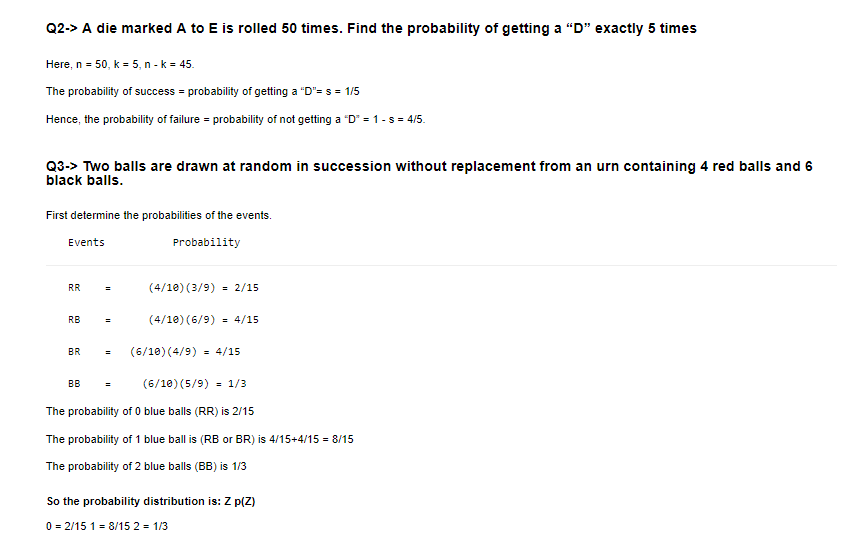 Q2-> A die marked A to E is rolled 50 times. Find the probability of getting a “D” exactly 5 times
Here, n = 50, k = 5, n - k = 45.
The probability of success = probability of getting a “D”= s = 1/5
Hence, the probability of failure = probability of not getting a “D” = 1 - s = 4/5.
Q3-> Two balls are drawn at random in succession without replacement from an urn containing 4 red balls and 6
black balls.
First determine the probabilities of the events.
Events Probability
RR = (4/10)(3/9) = 2/15
RB = (4/10)(6/9) = 4/15
BR = (6/10)(4/9) = 4/15
BB = (6/10)(5/9) = 1/3
The probability of 0 blue balls (RR) is 2/15
The probability of 1 blue ball is (RB or BR) is 4/15+4/15 = 8/15
The probability of 2 blue balls (BB) is 1/3
So the probability distribution is: Z p(Z)
0 = 2/15 1 = 8/15 2 = 1/3